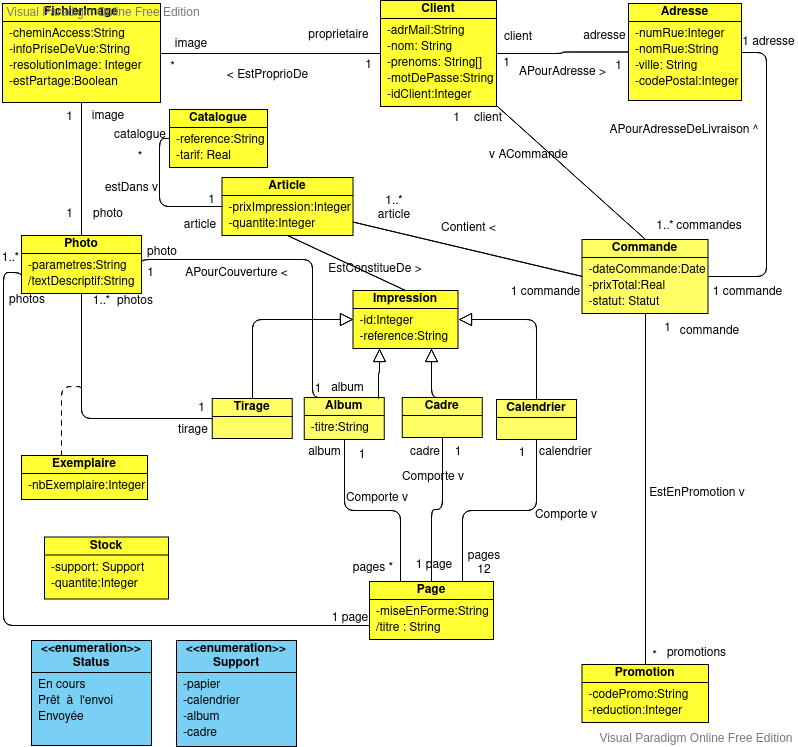 Visual Paradigm Online Free Edition
FichierImage
-cheminAccess:String
-infoPriseDeVue:String
-resolutionImage: Integer
-estPartage:Boolean
image
*
proprietaire
1
< EstProprioDe
Client
-adrMail:String
-nom: String
-prenoms: String[]
-motDePasse:String
-idClient:Integer
client
1
adresse
1
APourAdresse >
Adresse
-numRue:Integer
-nomRue:String
-ville: String
-codePostal:Integer
1 adresse
APourAdresseDeLivraison ^
1 image
1 photo
Catalogue
-reference:String
-tarif: Real
catalogue
*
estDans v
1
article
1 client
v ACommande
1..* commandes
Article
-prixImpression:Integer
-quantite:Integer
1..*
article
Contient <
1 commande
Commande
-dateCommande:Date
-prixTotal:Real
-statut: Statut
1 commande
1 commande
Photo
-parametres:String
/textDescriptif:String
1..*
photos
1..* photos
photo
1
APourCouverture <
EstConstitueDe >
Impression
-id:Integer
-reference:String
1 album
1
tirage
Tirage
Album
-titre:String
Cadre
Calendrier
album 1
cadre 1
1 calendrier
Comporte v
Comporte v
Comporte v
Exemplaire
-nbExemplaire:Integer
EstEnPromotion v
Stock
-support: Support
-quantite:Integer
pages *
1 page
pages
12
Page
-miseEnForme:String
/titre : String
1 page
<<enumeration>>
Status
En cours
Prêt à l'envoi
Envoyée
<<enumeration>>
Support
-papier
-calendrier
-album
-cadre
* promotions
Promotion
-codePromo:String
-reduction:Integer
Visual Paradigm Online Free Edition